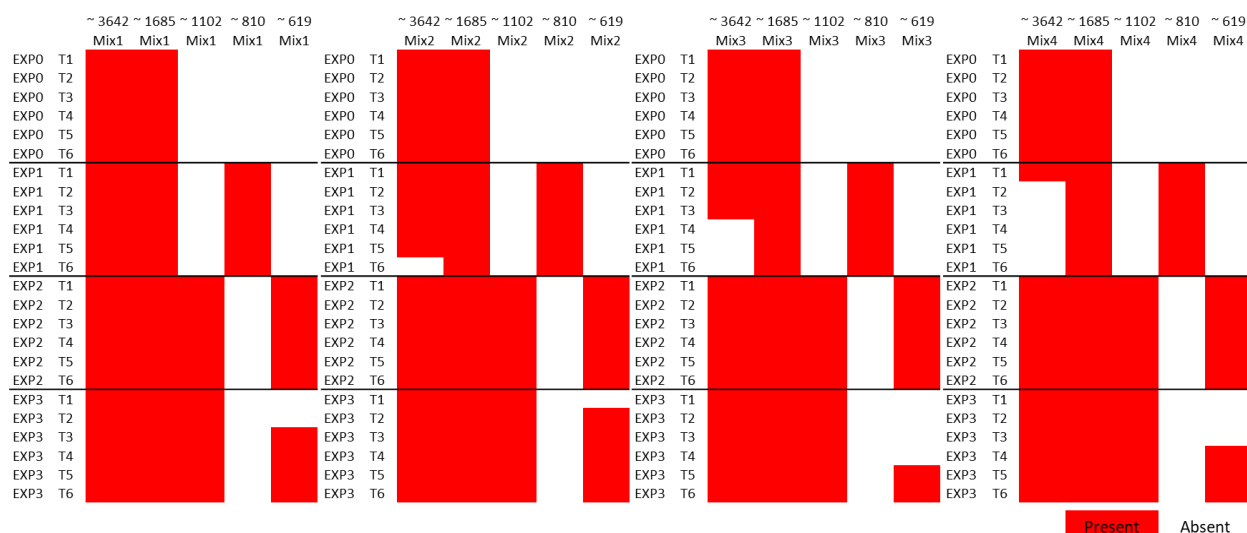 ~ 3642 ~ 1685 ~ 1102 ~ 810 ~ 619 ~ 3642 ~ 1685 ~ 1102 ~ 810 ~ 619 ~ 3642 ~ 1685 ~ 1102 ~ 810 ~ 619 ~ 3642 ~ 1685 ~ 1102 ~ 810 ~ 619
Mix1 Mix1 Mix1 Mix1 Mix1 Mix2 Mix2 Mix2 Mix2 Mix2 Mix3 Mix3 Mix3 Mix3 Mix3 Mix4 Mix4 Mix4 Mix4 Mix4
EXP0 T1 EXP0 T1 EXP0 T1 EXP0 T1
EXP0 T2 EXP0 T2 EXP0 T2 EXP0 T2
EXP0 T3 EXP0 T3 EXP0 T3 EXP0 T3
EXP0 T4 EXP0 T4 EXP0 T4 EXP0 T4
EXP0 T5 EXP0 T5 EXP0 T5 EXP0 T5
EXP0 T6 EXP0 T6 EXP0 T6 EXP0 T6
EXP1 T1 EXP1 T1 EXP1 T1 EXP1 T1
EXP1 T2 EXP1 T2 EXP1 T2 EXP1 T2
EXP1 T3 EXP1 T3 EXP1 T3 EXP1 T3
EXP1 T4 EXP1 T4 EXP1 T4 EXP1 T4
EXP1 T5 EXP1 T5 EXP1 T5 EXP1 T5
EXP1 T6 EXP1 T6 EXP1 T6 EXP1 T6
EXP2 T1 EXP2 T1 EXP2 T1 EXP2 T1
EXP2 T2 EXP2 T2 EXP2 T2 EXP2 T2
EXP2 T3 EXP2 T3 EXP2 T3 EXP2 T3
EXP2 T4 EXP2 T4 EXP2 T4 EXP2 T4
EXP2 T5 EXP2 T5 EXP2 T5 EXP2 T5
EXP2 T6 EXP2 T6 EXP2 T6 EXP2 T6
EXP3 T1 EXP3 T1 EXP3 T1 EXP3 T1
EXP3 T2 EXP3 T2 EXP3 T2 EXP3 T2
EXP3 T3 EXP3 T3 EXP3 T3 EXP3 T3
EXP3 T4 EXP3 T4 EXP3 T4 EXP3 T4
EXP3 T5 EXP3 T5 EXP3 T5 EXP3 T5
EXP3 T6 EXP3 T6 EXP3 T6 EXP3 T6
Present Absent